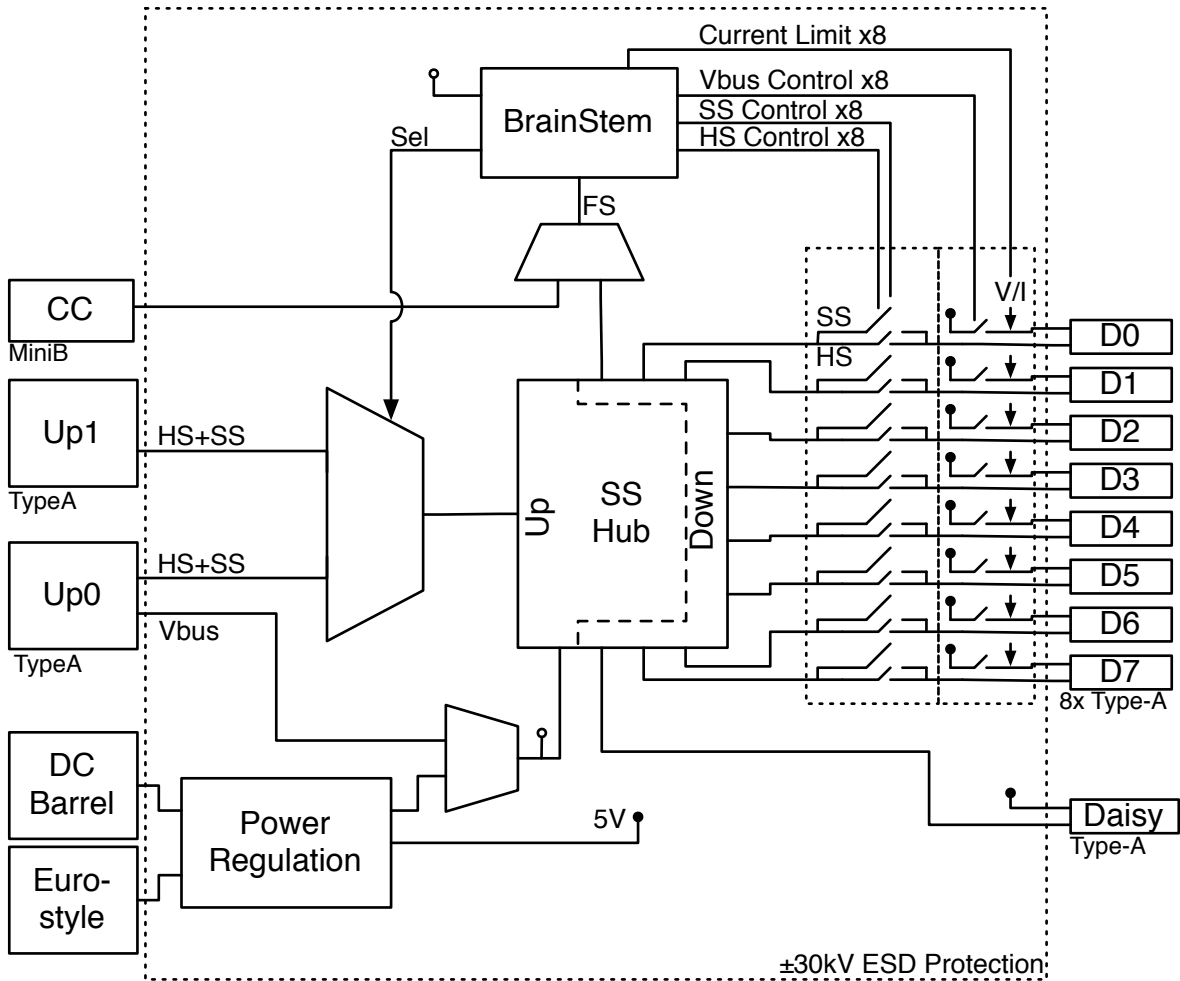 Current Limit x8
Vbus Control x8
BrainStem
SS Control x8
Sel
HS Control x8
FS
CC
MiniB
V/I
SS
D0
HS
D1
Up1
HS+SS
TypeA
D2
D3
Up
SS
Hub
Down
D4
Up0
HS+SS
Vbus
TypeA
D5
D6
D7
8x Type-A
DC
Barrel
Power
Regulation
5V
Daisy
Type-A
Euro-
style
±30kV ESD Protection